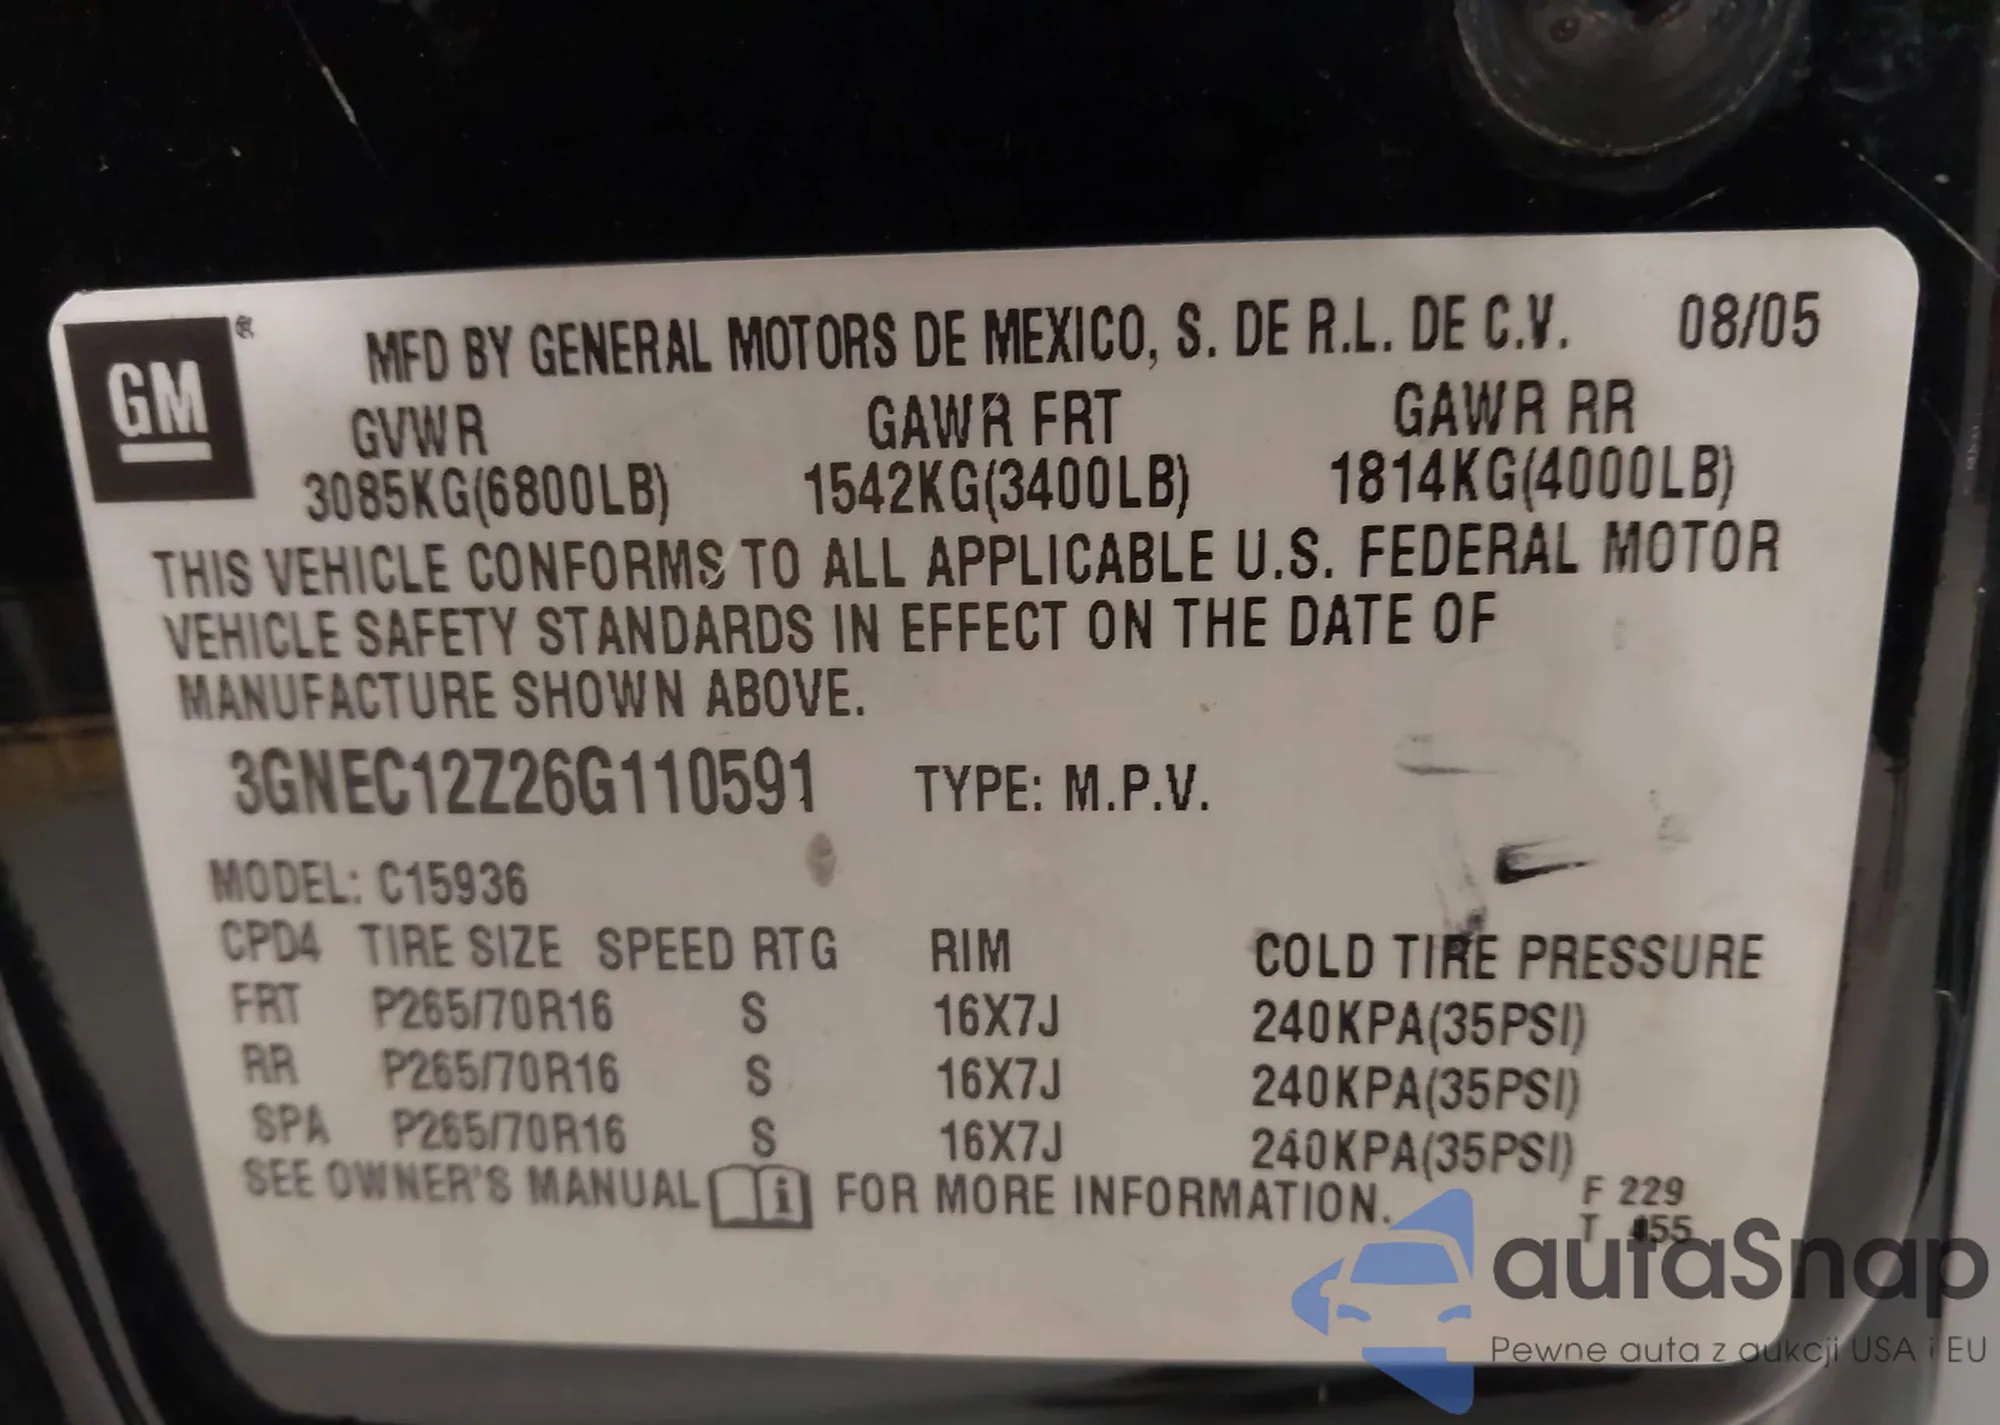 GM ®
MFD BY GENERAL MOTORS DE MEXICO, S. DE R.L. DE C.V. 08/05
GVWR GAWR FRT GAWR RR
3085KG(6800LB) 1542KG(3400LB) 1814KG(4000LB)
THIS VEHICLE CONFORMS TO ALL APPLICABLE U.S. FEDERAL MOTOR
VEHICLE SAFETY STANDARDS IN EFFECT ON THE DATE OF
MANUFACTURE SHOWN ABOVE.
3GNEC12Z26G110591 TYPE: M.P.V.
MODEL: C15936
CPD4 TIRE SIZE SPEED RTG RIM COLD TIRE PRESSURE
FRT P265/70R16 S 16X7J 240KPA(35PSI)
RR P265/70R16 S 16X7J 240KPA(35PSI)
SPA P265/70R16 S 16X7J 240KPA(35PSI)
SEE OWNER'S MANUAL i FOR MORE INFORMATION.
F 229
T
autaSnap
Pewne auta z aukcji USA i EU